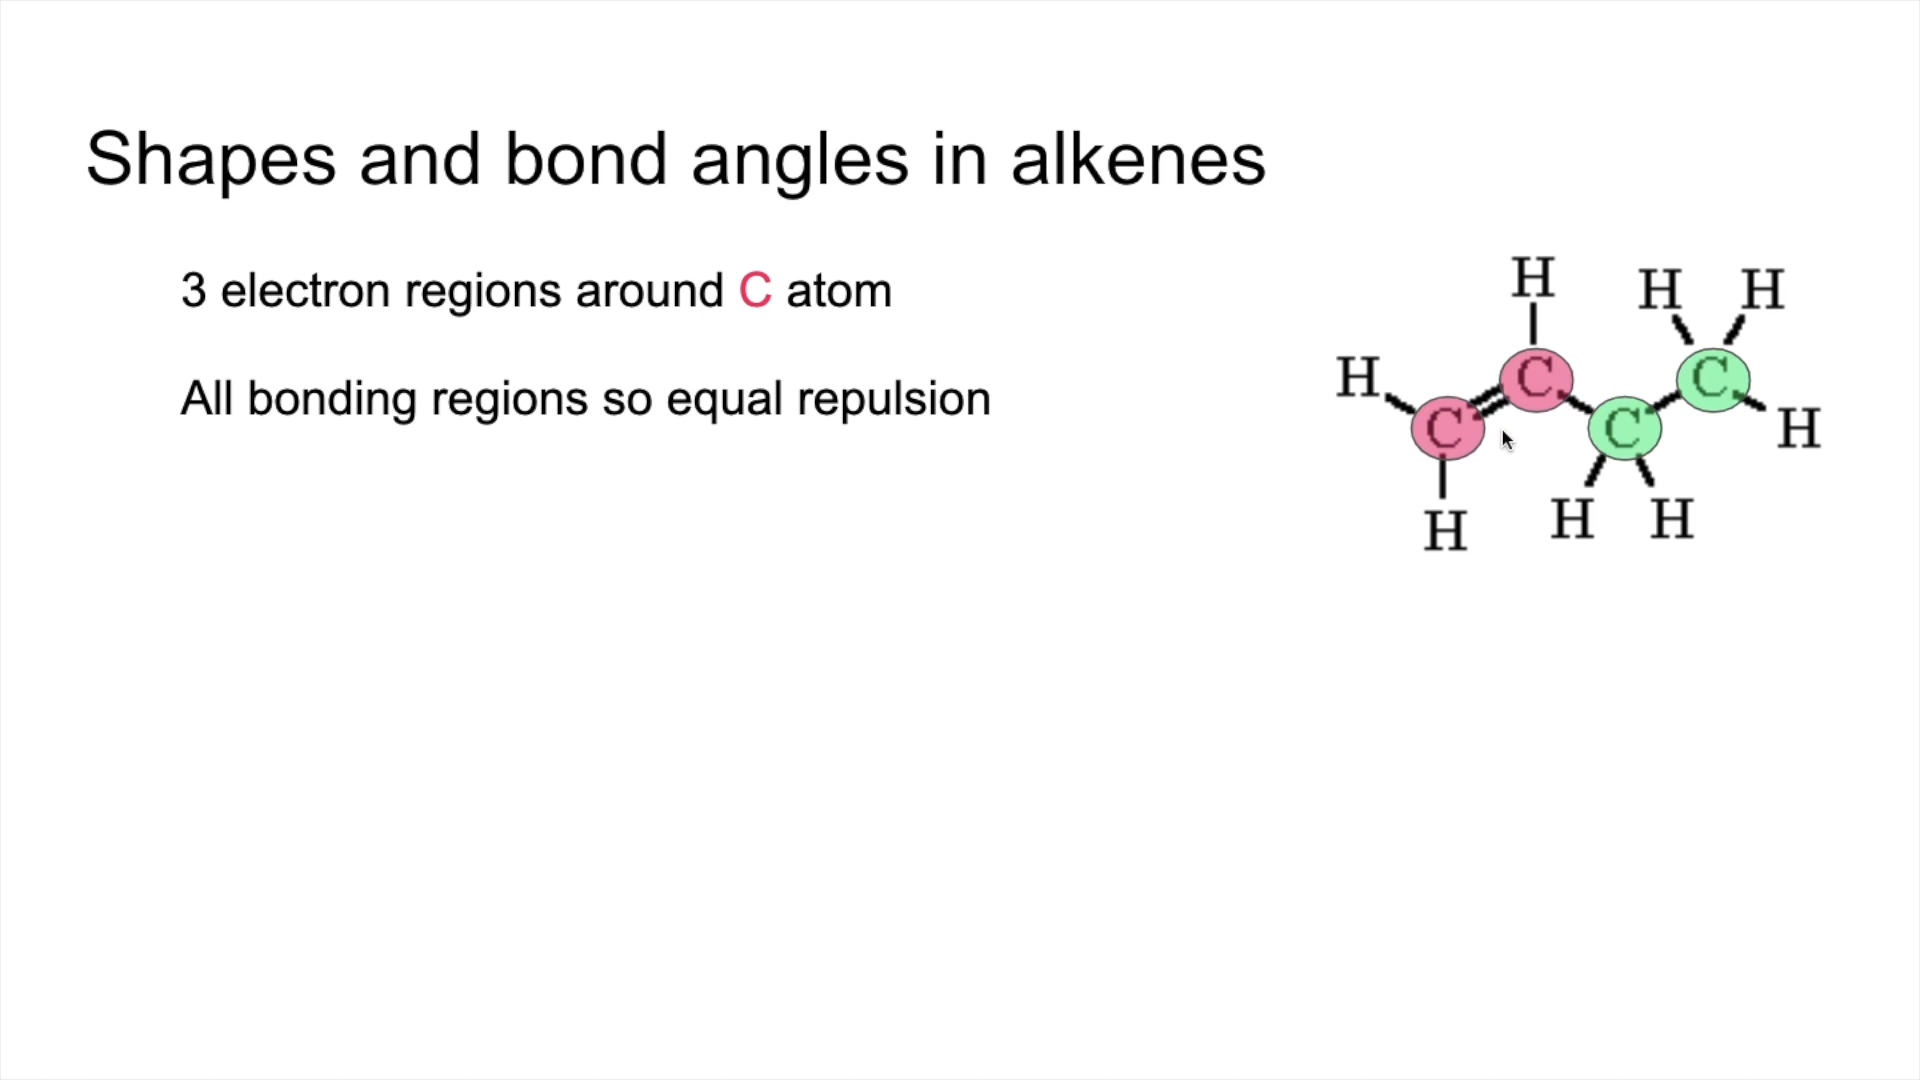 Shapes and bond angles in alkenes
3 electron regions around C atom
All bonding regions so equal repulsion
H H H
H C C C
C C H
H H H